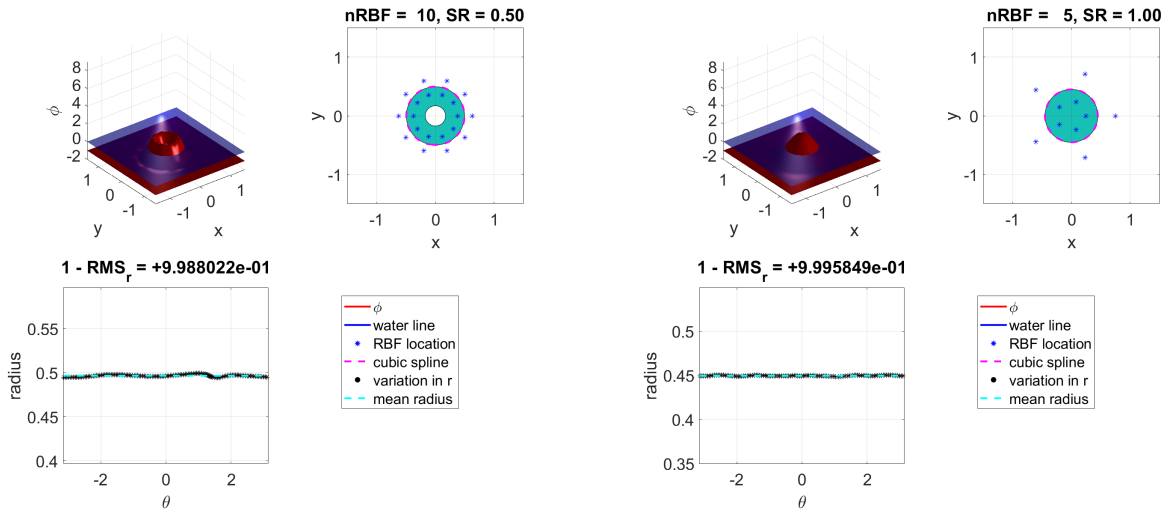 nRBF = 10, SR = 0.50
8
6
4
2
0
-2
ϕ
1
0
-1
y
-1
0
1
x
1
0
-1
y
-1
0
1
x
1 - RMS_r = +9.988022e-01
0.55
0.5
0.45
0.4
radius
-2
0
2
θ
ϕ
water line
RBF location
cubic spline
variation in r
mean radius
nRBF = 5, SR = 1.00
8
6
4
2
0
-2
ϕ
1
0
-1
y
-1
0
1
x
1
0
-1
y
-1
0
1
x
1 - RMS_r = +9.995849e-01
0.5
0.45
0.4
0.35
radius
-2
0
2
θ
ϕ
water line
RBF location
cubic spline
variation in r
mean radius